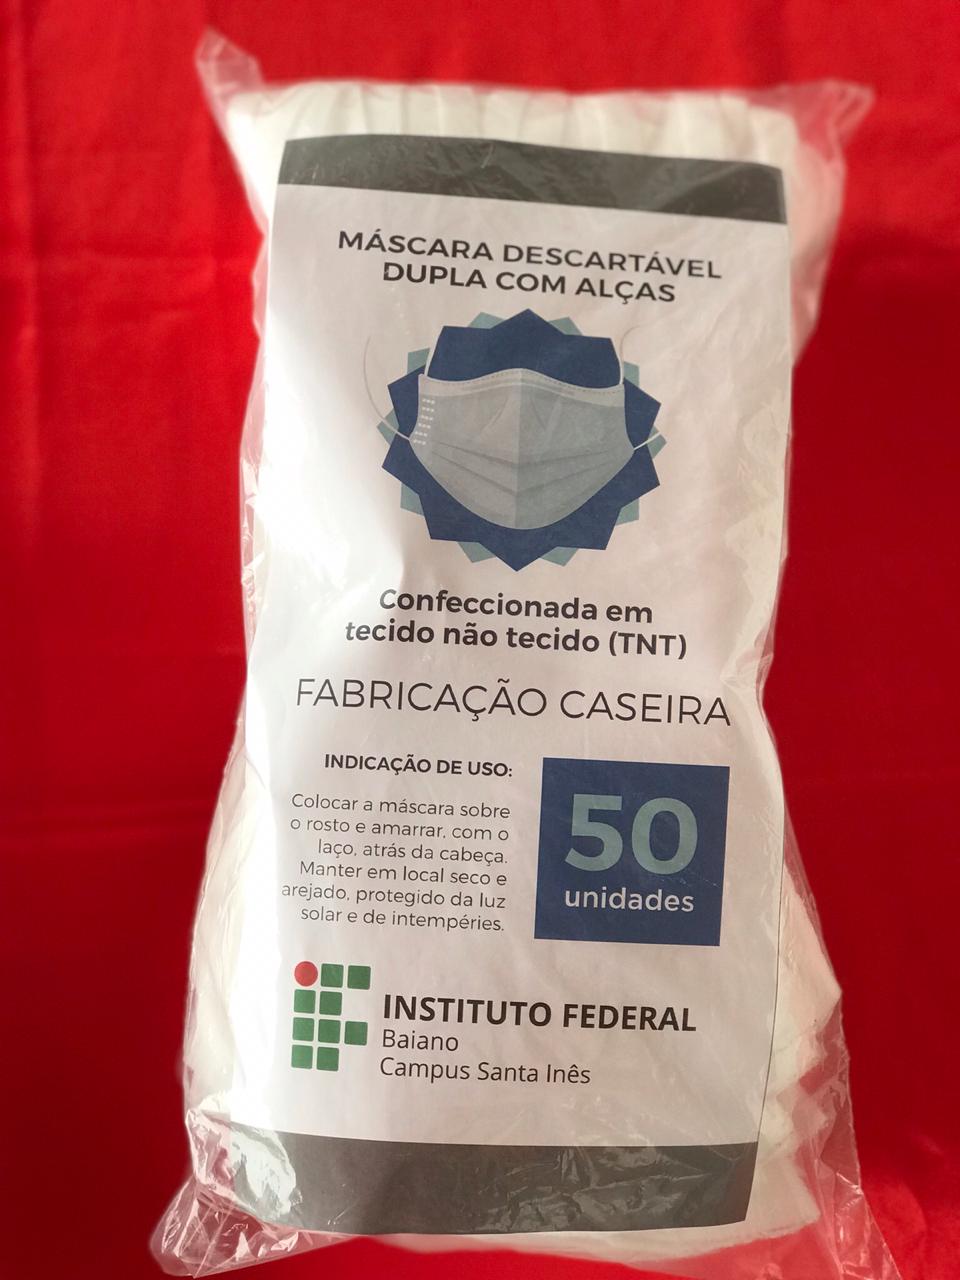 MÁSCARA DESCARTÁVEL
DUPLA COM ALÇAS
Confeccionada em
tecido não tecido (TNT)
FABRICAÇÃO CASEIRA
INDICAÇÃO DE USO:
Colocar a máscara sobre
o rosto e amarrar, com o
laço, atrás da cabeça.
Manter em local seco e
arejado, protegido da luz
solar e de intempéries.
50
unidades
INSTITUTO FEDERAL
Baiano
Campus Santa Inês